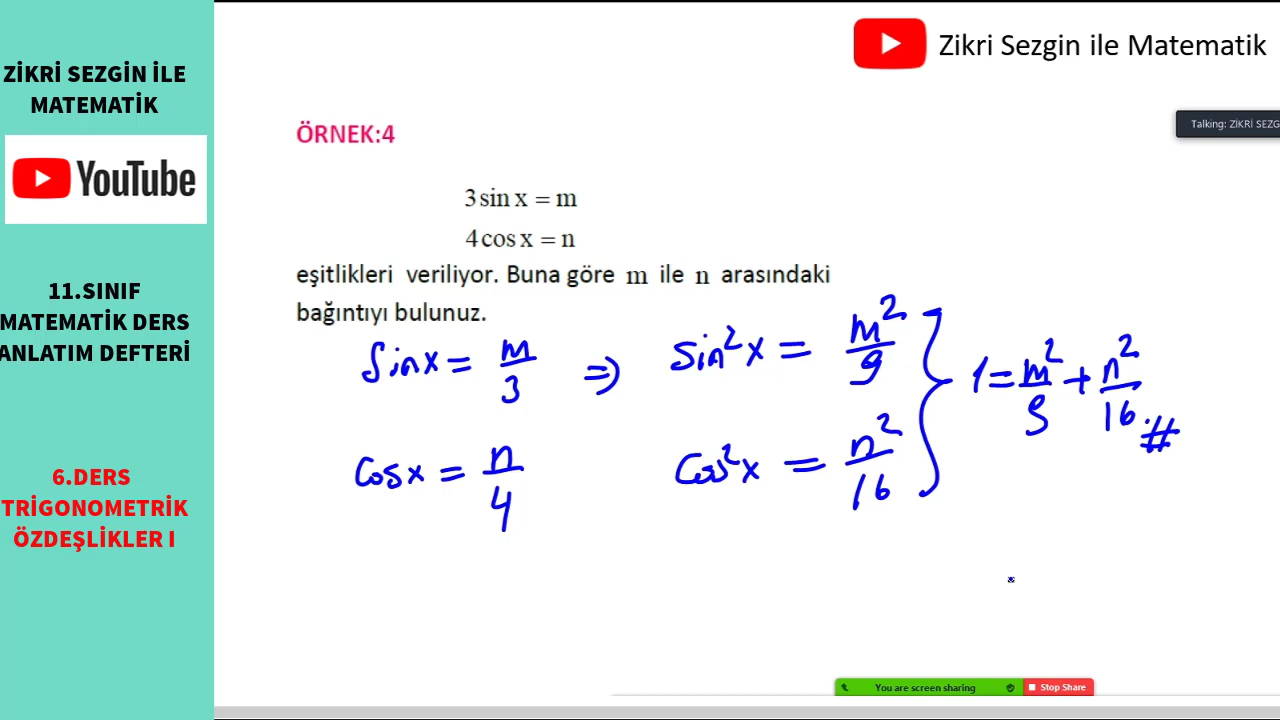 ZİKRİ SEZGİN İLE
MATEMATİK
YouTube
11.SINIF
MATEMATİK DERS
ANLATIM DEFTERİ
6.DERS
TRİGONOMETRİK
ÖZDEŞLİKLER I
Zikri Sezgin ile Matematik
Talking: ZİKRİ SEZG
ÖRNEK:4
3 sin x = m
4 cos x = n
eşitlikleri veriliyor. Buna göre m ile n arasındaki
bağıntıyı bulunuz.
sinx = m/3 ⇒ sin²x = m²/9
cosx = n/4 cos²x = n²/16
1 = m²/9 + n²/16 #
You are screen sharing
Stop Share